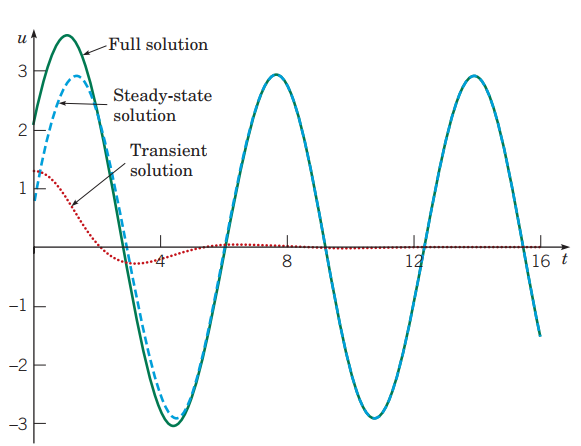 u
Full solution
3
Steady-state
solution
2
Transient
solution
1
4
8
12
16
t
−1
−2
−3